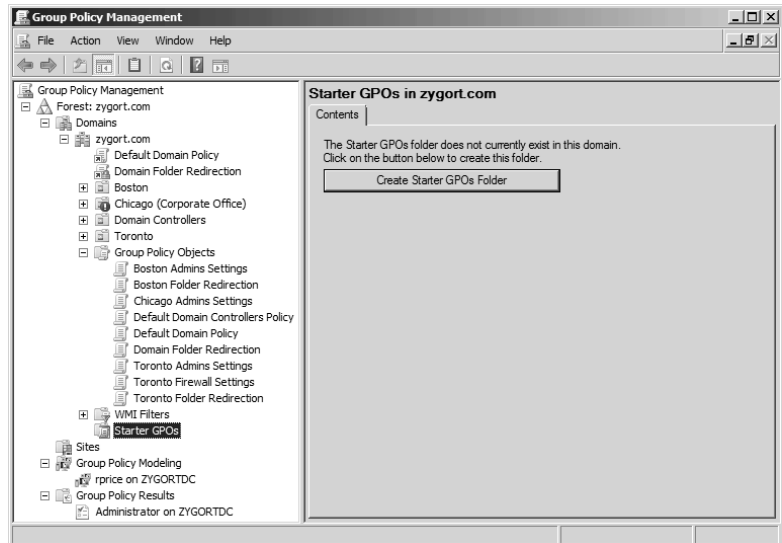 Group Policy Management
File Action View Window Help
Group Policy Management
Forest: zygort.com
Domains
zygort.com
Default Domain Policy
Domain Folder Redirection
Boston
Chicago (Corporate Office)
Domain Controllers
Toronto
Group Policy Objects
Boston Admins Settings
Boston Folder Redirection
Chicago Admins Settings
Default Domain Controllers Policy
Default Domain Policy
Domain Folder Redirection
Toronto Admins Settings
Toronto Firewall Settings
Toronto Folder Redirection
WMI Filters
Starter GPOs
Sites
Group Policy Modeling
rprice on ZYGORTDC
Group Policy Results
Administrator on ZYGORTDC
Starter GPOs in zygort.com
Contents
The Starter GPOs folder does not currently exist in this domain.
Click on the button below to create this folder.
Create Starter GPOs Folder